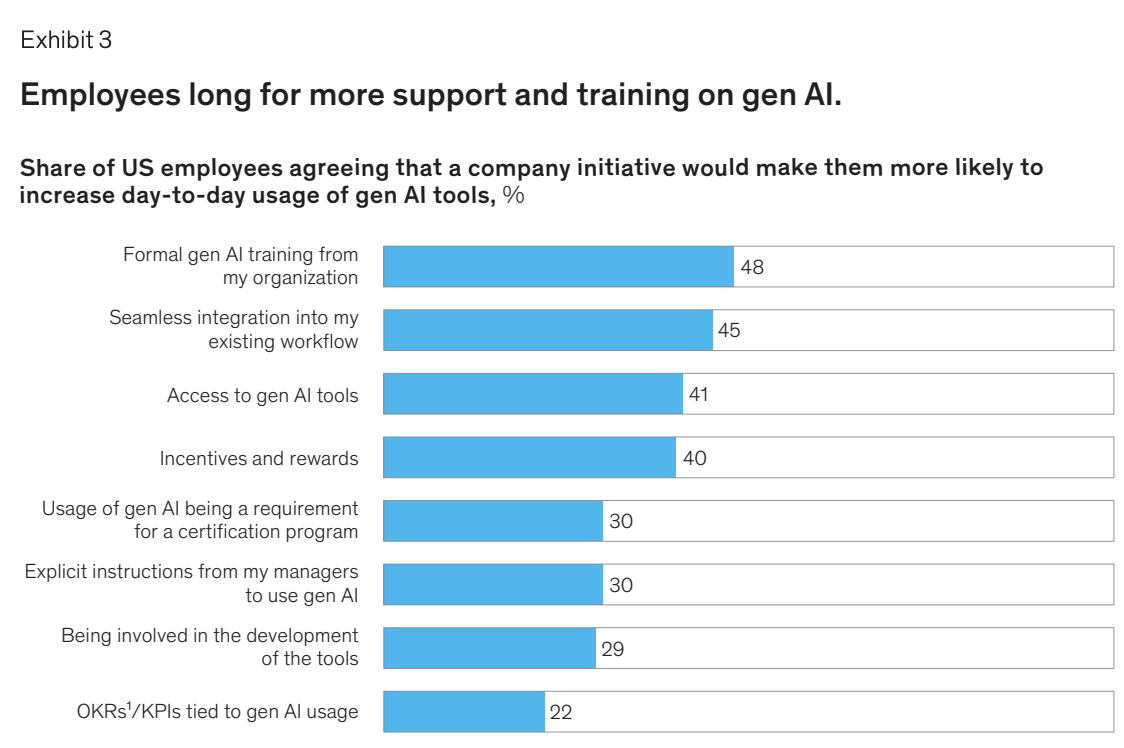 Exhibit 3
Employees long for more support and training on gen AI.
Share of US employees agreeing that a company initiative would make them more likely to
increase day-to-day usage of gen AI tools, %
Formal gen AI training from
my organization
48
Seamless integration into my
existing workflow
45
Access to gen AI tools
41
Incentives and rewards
40
Usage of gen AI being a requirement
for a certification program
30
Explicit instructions from my managers
to use gen AI
30
Being involved in the development
of the tools
29
OKRs¹/KPIs tied to gen AI usage
22